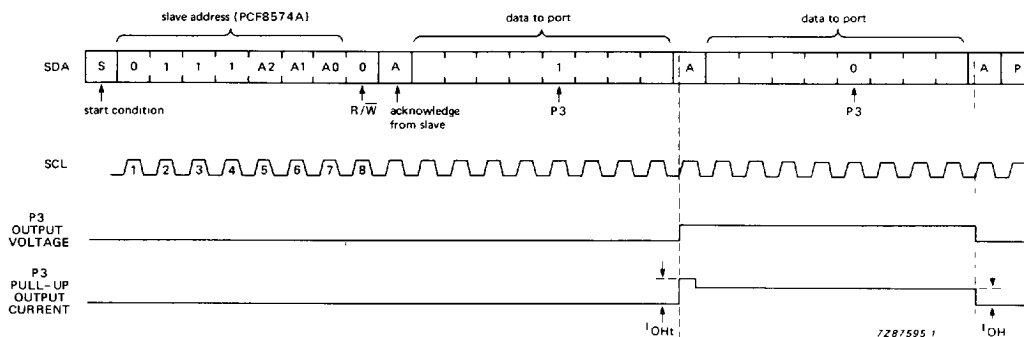 slave address (PCF8574A)
data to port
data to port
SDA
S 0 1 1 1 A2 A1 A0 0 A 1 A 0 A P
start condition
R/W
acknowledge
from slave
P3
P3
SCL
1 2 3 4 5 6 7 8
P3
OUTPUT
VOLTAGE
P3
PULL-UP
OUTPUT
CURRENT
IOHt
7Z87595.1
IOH